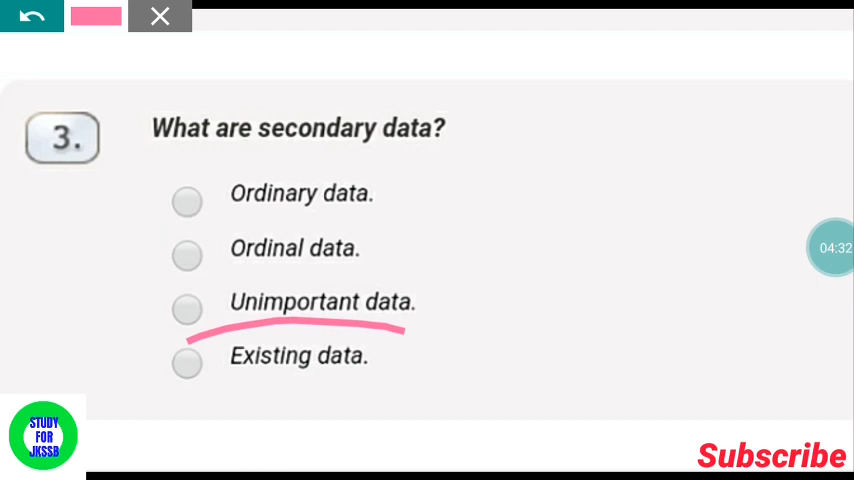 3.
What are secondary data?
Ordinary data.
Ordinal data.
Unimportant data.
Existing data.
04:32
STUDY
FOR
JKSSB
Subscribe